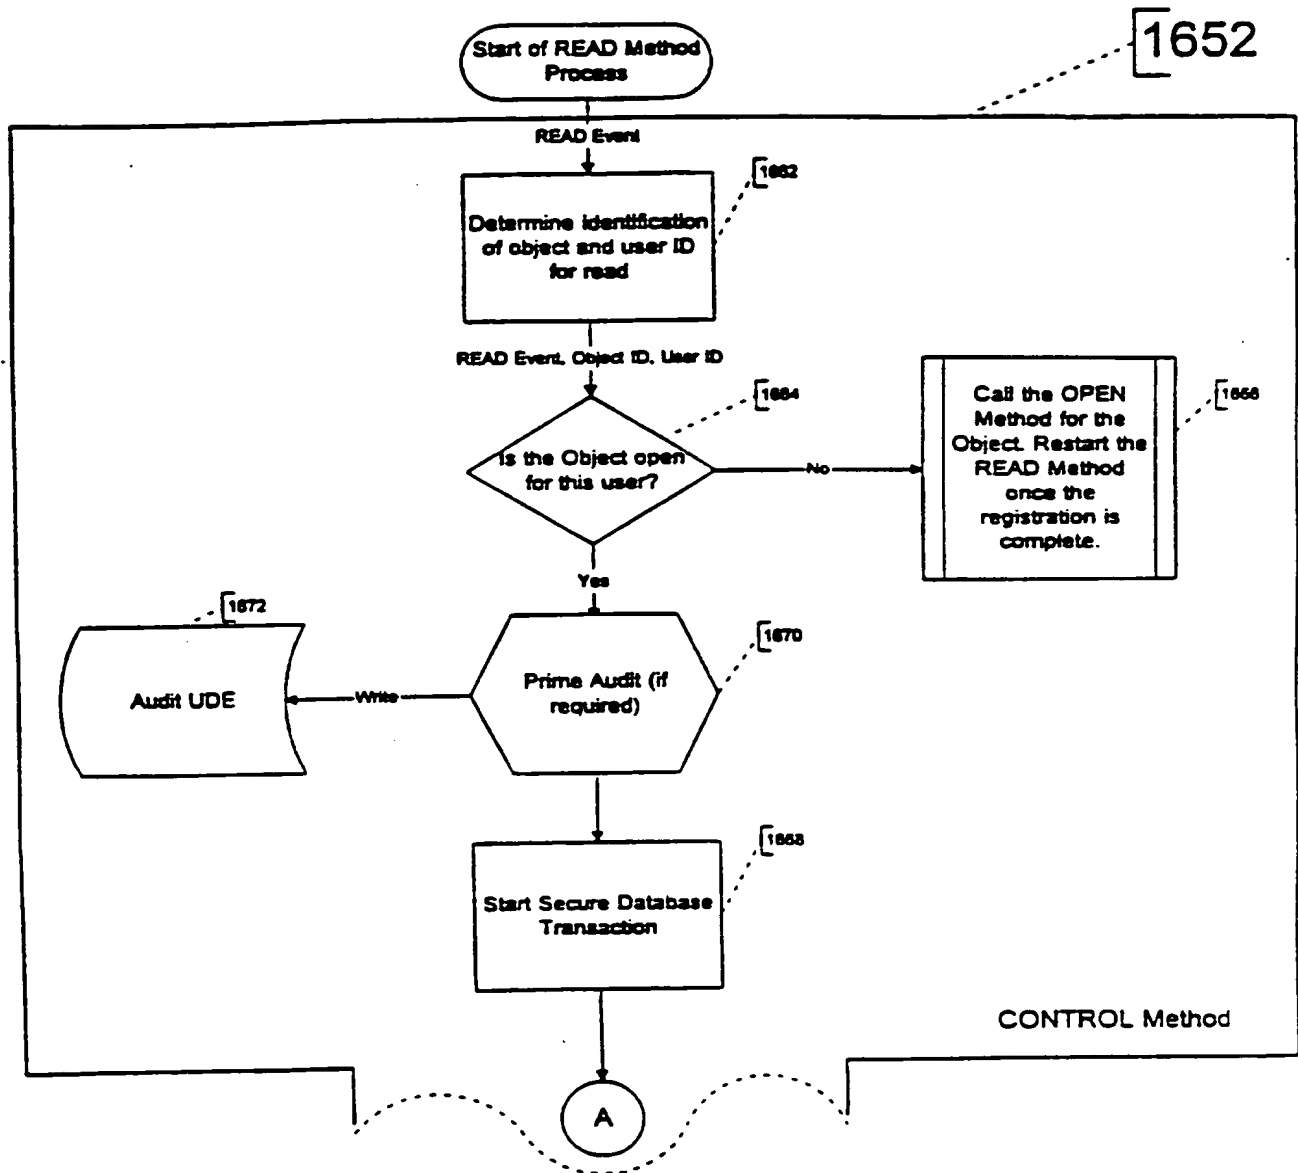 1652
Start of READ Method
Process
READ Event
1662
Determine identification
of object and user ID
for read
READ Event, Object ID, User ID
1664
Is the Object open
for this user?
No
Call the OPEN
Method for the
Object. Restart the
READ Method
once the
registration is
complete.
Yes
1672
1670
Audit UDE
Write
Prime Audit (if
required)
Start Secure Database
Transaction
CONTROL Method
A